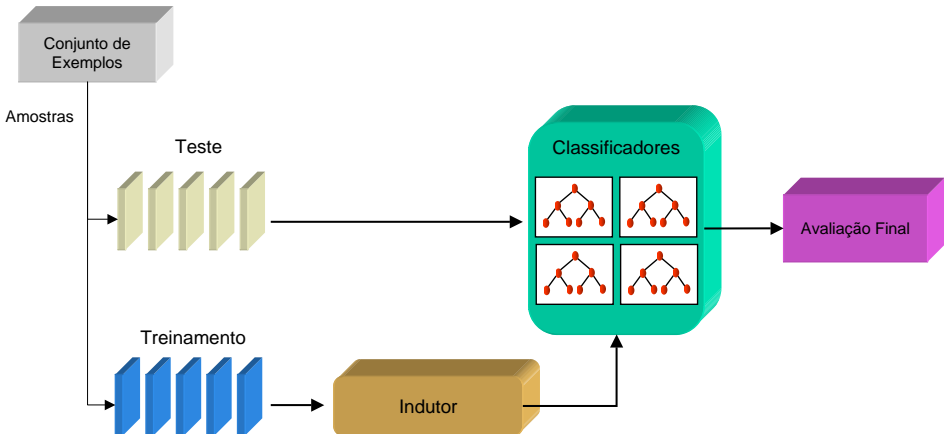 Conjunto de
Exemplos
Amostras
Teste
Classificadores
Avaliação Final
Treinamento
Indutor